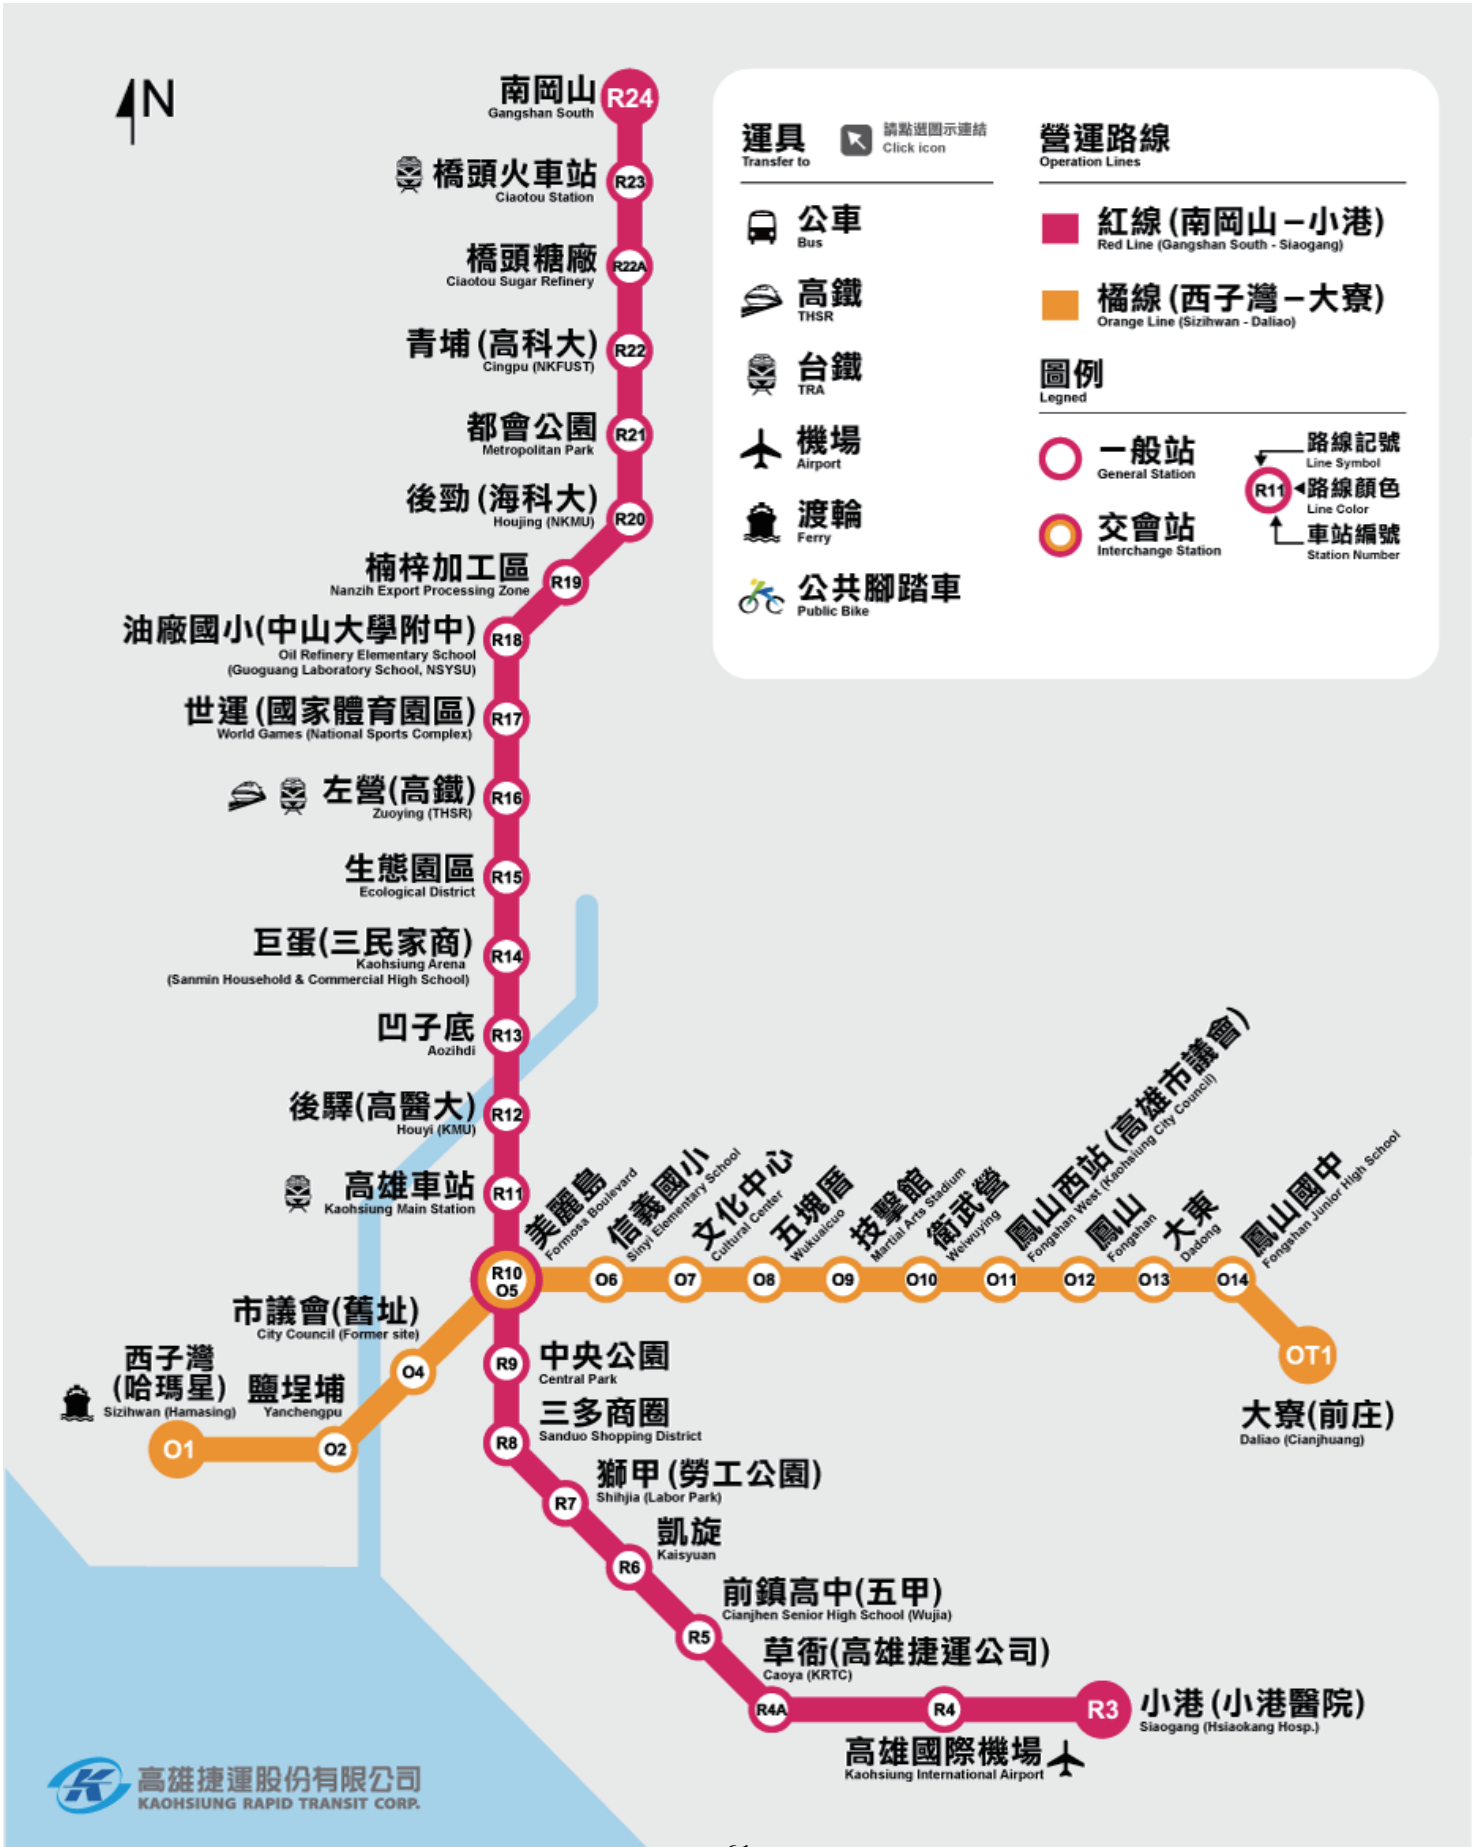 N
南岡山
Gangshan South
R24
橋頭火車站
Ciaotou Station
R23
橋頭糖廠
Ciaotou Sugar Refinery
R22A
青埔(高科大)
Cingpu (NKFUST)
R22
都會公園
Metropolitan Park
R21
後勁(海科大)
Houjing (NKMU)
R20
楠梓加工區
Nanzih Export Processing Zone
R19
油廠國小(中山大學附中)
Oil Refinery Elementary School
(Guoguang Laboratory School, NSYSU)
R18
世運(國家體育園區)
World Games (National Sports Complex)
R17
左營(高鐵)
Zuoying (THSR)
R16
生態園區
Ecological District
R15
巨蛋(三民家商)
Kaohsiung Arena
(Sanmin Household & Commercial High School)
R14
凹子底
Aozihdi
R13
後驛(高醫大)
Houyi (KMU)
R12
高雄車站
Kaohsiung Main Station
R11
運具
Transfer to
請點選圖示連結
Click icon
公車
Bus
高鐵
THSR
台鐵
TRA
機場
Airport
渡輪
Ferry
公共腳踏車
Public Bike
營運路線
Operation Lines
紅線(南岡山－小港)
Red Line (Gangshan South - Siaogang)
橘線(西子灣－大寮)
Orange Line (Sizihwan - Daliao)
圖例
Legned
一般站
General Station
交會站
Interchange Station
R11
路線記號
Line Symbol
路線顏色
Line Color
車站編號
Station Number
美麗島
Formosa Boulevard
R10
O5
信義國小
Sinyi Elementary School
O6
文化中心
Cultural Center
O7
五塊厝
Wukuaicuo
O8
技擊館
Martial Arts Stadium
O9
衛武營
Weiwuying
O10
鳳山西站(高雄市議會)
Fongshan West (Kaohsiung City Council)
O11
鳳山
Fongshan
O12
大東
Dadong
O13
鳳山國中
Fongshan Junior High School
O14
OT1
大寮(前庄)
Daliao (Cianjhuang)
市議會(舊址)
City Council (Former site)
O4
西子灣
(哈瑪星)
Sizihwan (Hamasing)
O1
鹽埕埔
Yanchengpu
O2
R9
中央公園
Central Park
R8
三多商圈
Sanduo Shopping District
R7
獅甲(勞工公園)
Shihjia (Labor Park)
R6
凱旋
Kaisyuan
R5
前鎮高中(五甲)
Cianjhen Senior High School (Wujia)
R4A
草衙(高雄捷運公司)
Caoya (KRTC)
R4
高雄國際機場
Kaohsiung International Airport
R3
小港(小港醫院)
Siaogang (Hsiaokang Hosp.)
高雄捷運股份有限公司
KAOHSIUNG RAPID TRANSIT CORP.